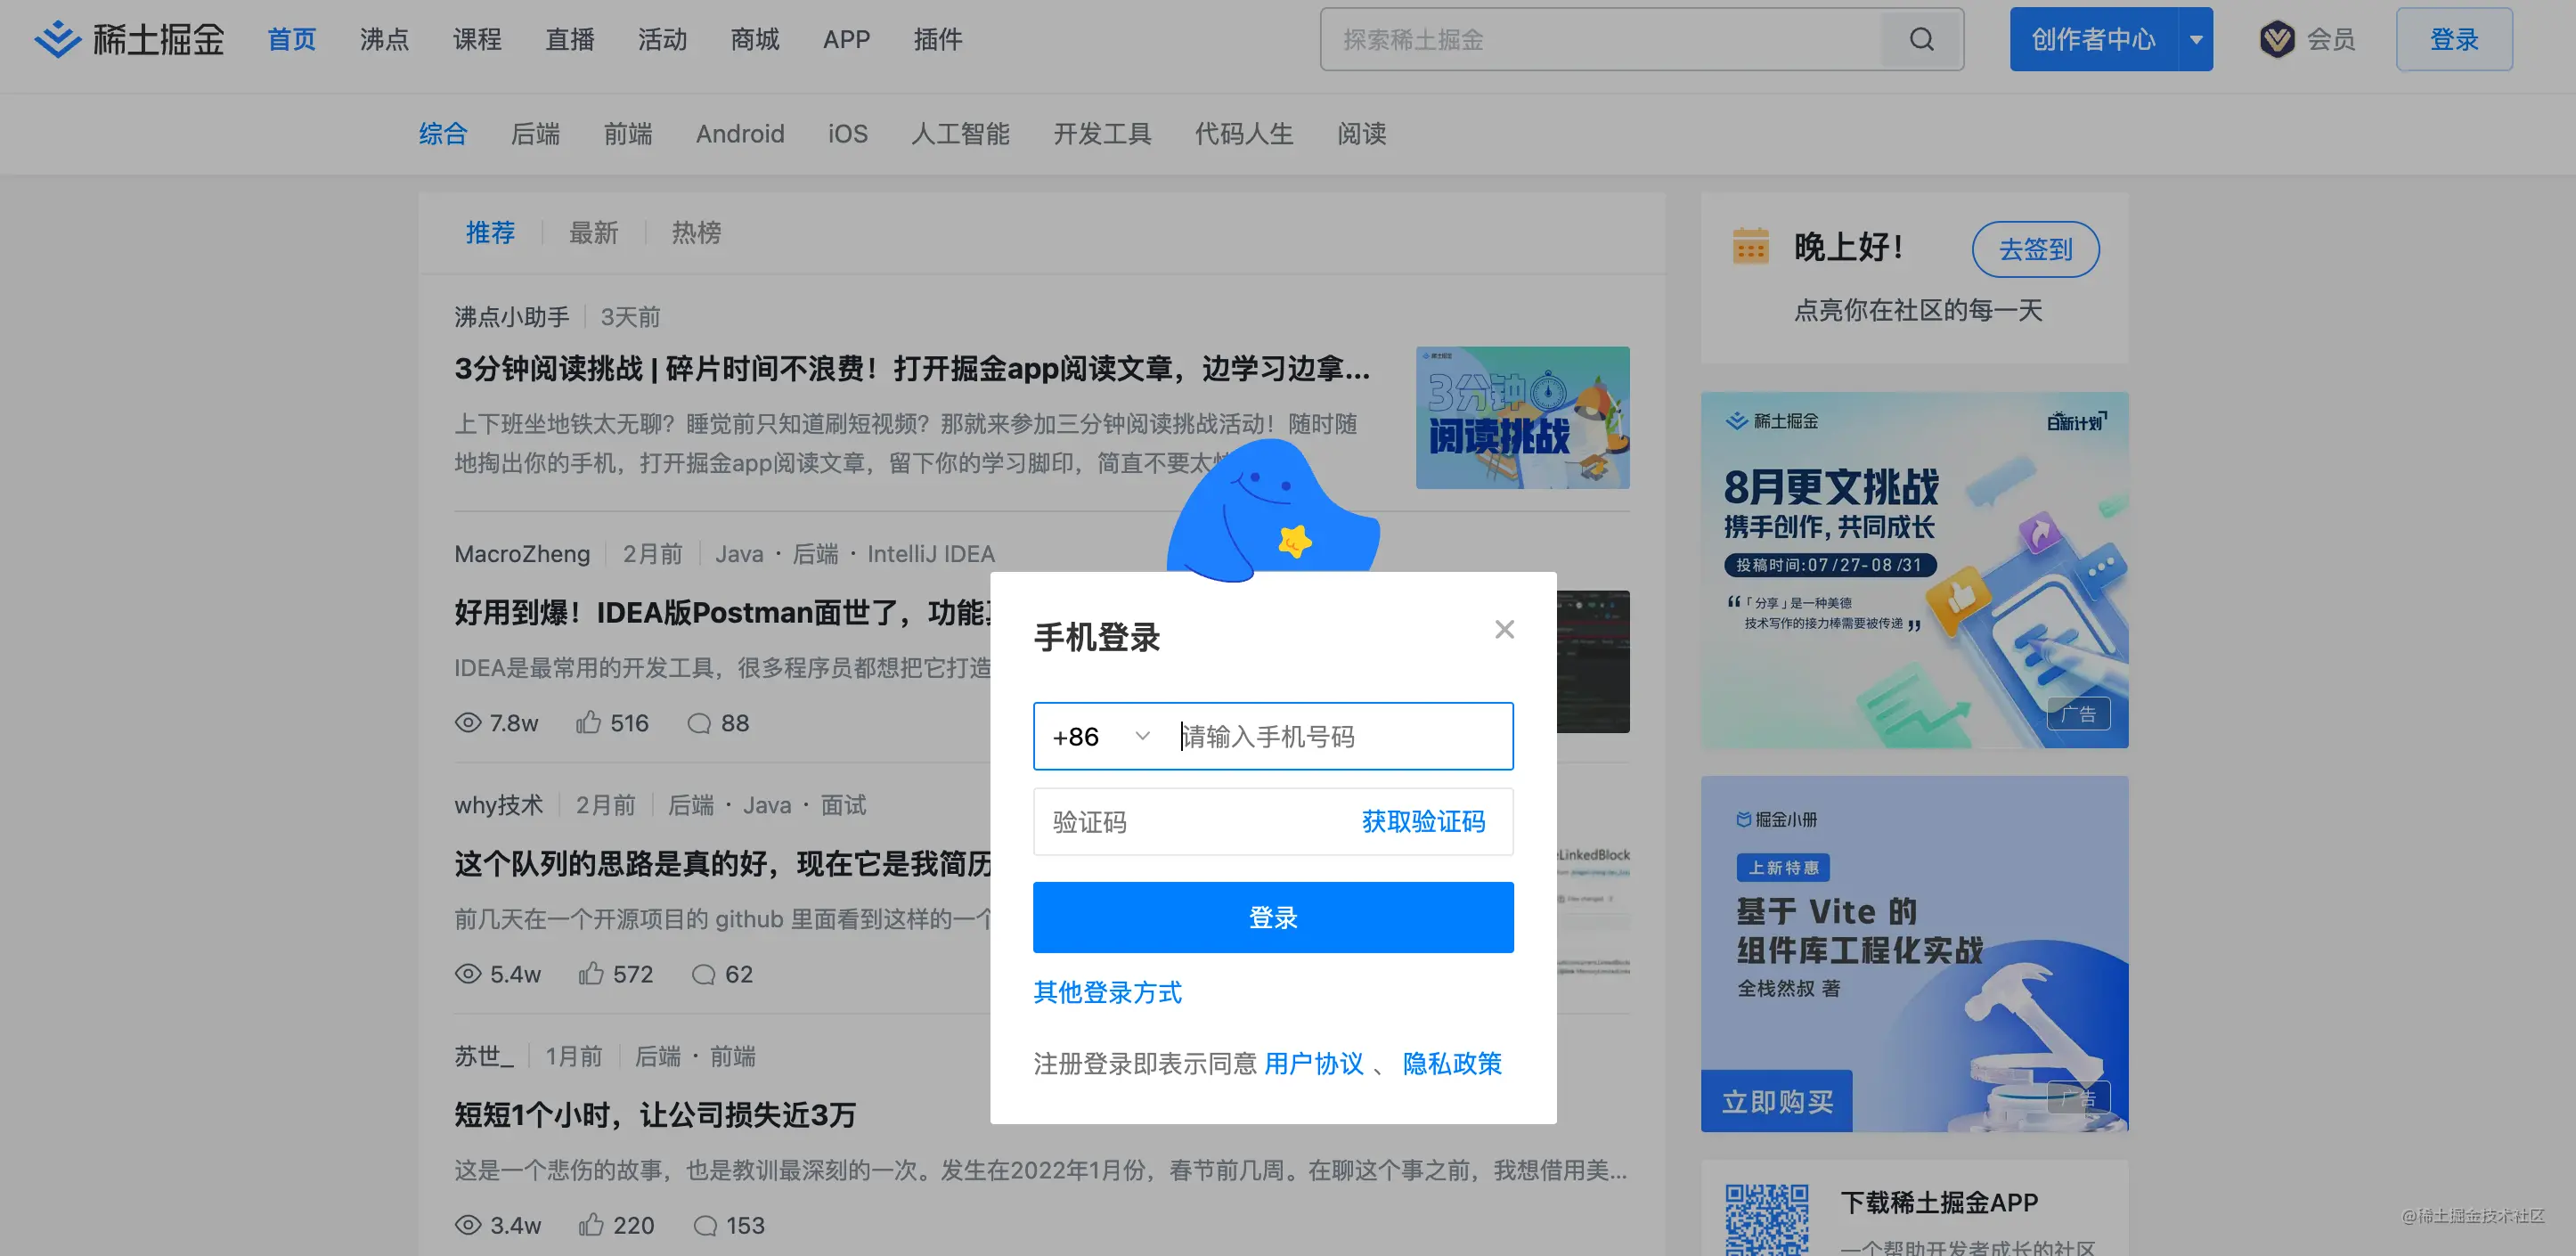 稀土掘金 首页 沸点 课程 直播 活动 商城 APP 插件 探索稀土掘金 创作者中心 会员 登录
综合 后端 前端 Android iOS 人工智能 开发工具 代码人生 阅读
推荐 最新 热榜
沸点小助手 3天前
3分钟阅读挑战 | 碎片时间不浪费！打开掘金app阅读文章，边学习边拿...
上下班坐地铁太无聊？睡觉前只知道刷短视频？那就来参加三分钟阅读挑战活动！随时随
地掏出你的手机，打开掘金app阅读文章，留下你的学习脚印，简直不要太
稀土掘金
3分钟
阅读挑战
MacroZheng 2月前 Java · 后端 · IntelliJ IDEA
好用到爆！IDEA版Postman面世了，功能
IDEA是最常用的开发工具，很多程序员都想把它打造
7.8w 516 88
why技术 2月前 后端 · Java · 面试
这个队列的思路是真的好，现在它是我简历
前几天在一个开源项目的 github 里面看到这样的一个
5.4w 572 62
eLinkedBlock
苏世_ 1月前 后端 · 前端
短短1个小时，让公司损失近3万
这是一个悲伤的故事，也是教训最深刻的一次。发生在2022年1月份，春节前几周。在聊这个事之前，我想借用美...
3.4w 220 153
手机登录
+86 请输入手机号码
验证码 获取验证码
登录
其他登录方式
注册登录即表示同意 用户协议 、 隐私政策
晚上好！ 去签到
点亮你在社区的每一天
稀土掘金 日新计划
8月更文挑战
携手创作，共同成长
投稿时间:07/27-08/31
“「分享」是一种美德
技术写作的接力棒需要被传递”
广告
掘金小册
上新特惠
基于 Vite 的
组件库工程化实战
全栈然叔 著
立即购买 广告
下载稀土掘金APP
一个帮助开发者成长的社区
@稀土掘金技术社区